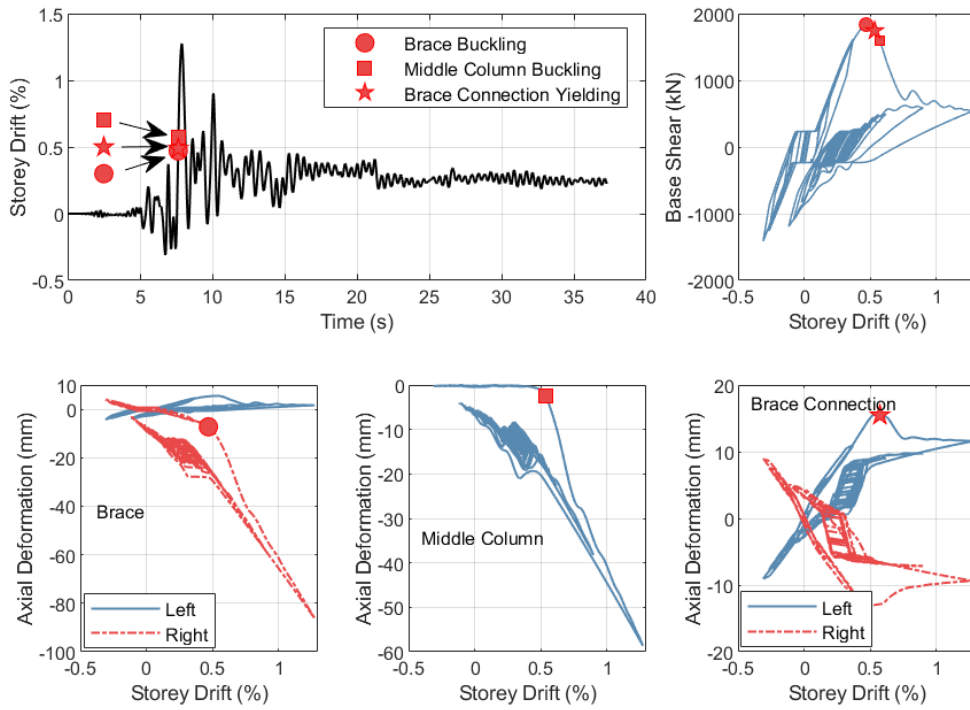 1.5
1
0.5
0
-0.5
Storey Drift (%)
0 5 10 15 20 25 30 35 40
Time (s)
Brace Buckling
Middle Column Buckling
Brace Connection Yielding
2000
1000
0
-1000
-2000
Base Shear (kN)
-0.5 0 0.5 1
Storey Drift (%)
10
0
-20
-40
-60
-80
-100
Axial Deformation (mm)
Brace
Left
Right
0 0.5 1
Storey Drift (%)
0
-10
-20
-30
-40
-50
-60
Axial Deformation (mm)
Middle Column
0 0.5 1
Storey Drift (%)
20
10
0
-10
-20
Axial Deformation (mm)
Brace Connection
Left
Right
-0.5 0 0.5 1
Storey Drift (%)